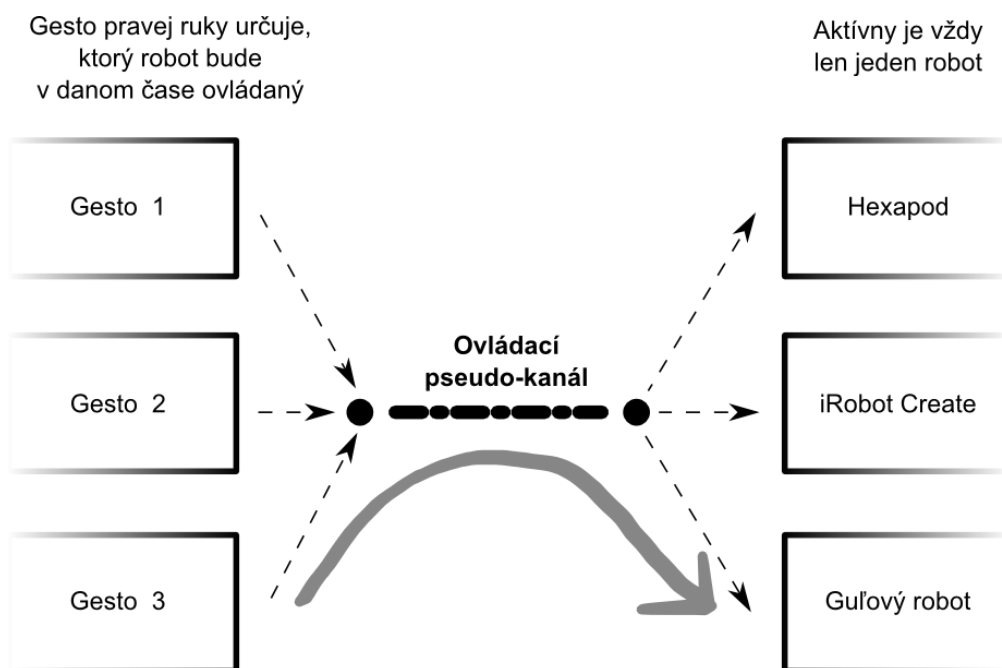 Gesto pravej ruky určuje,
ktorý robot bude
v danom čase ovládaný
Aktívny je vždy
len jeden robot
Gesto 1
Hexapod
Ovládací
pseudo-kanál
Gesto 2
iRobot Create
Gesto 3
Guľový robot